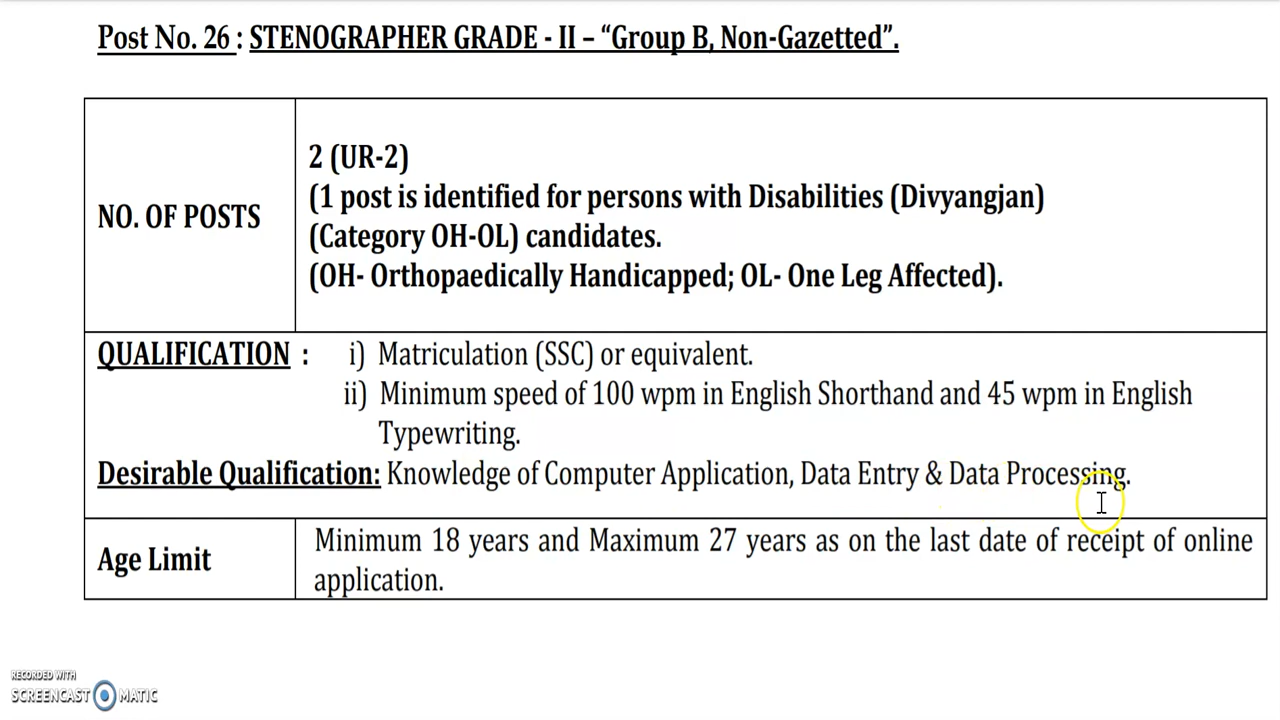 Post No. 26 : STENOGRAPHER GRADE - II – “Group B, Non-Gazetted”.
NO. OF POSTS
2 (UR-2)
(1 post is identified for persons with Disabilities (Divyangjan)
(Category OH-OL) candidates.
(OH- Orthopaedically Handicapped; OL- One Leg Affected).
QUALIFICATION : i) Matriculation (SSC) or equivalent.
ii) Minimum speed of 100 wpm in English Shorthand and 45 wpm in English
Typewriting.
Desirable Qualification: Knowledge of Computer Application, Data Entry & Data Processing.
Age Limit
Minimum 18 years and Maximum 27 years as on the last date of receipt of online
application.
RECORDED WITH
SCREENCAST MATIC